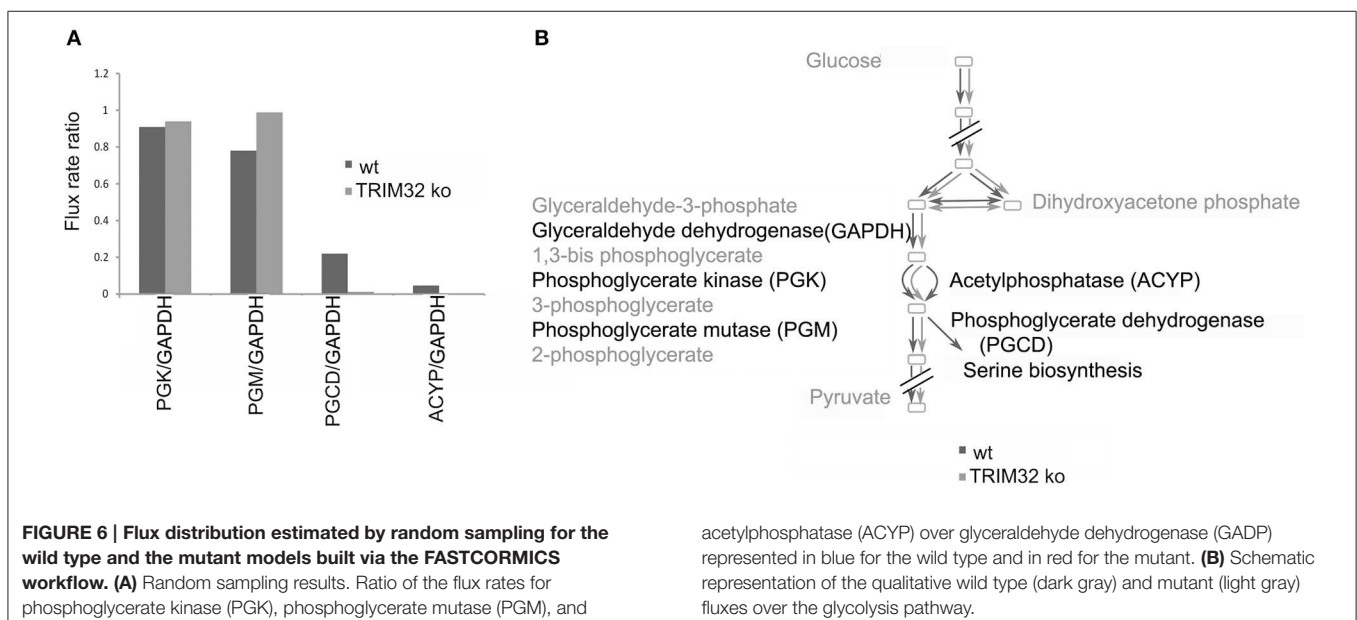 A
1.2
1
0.8
0.6
0.4
0.2
0
Flux rate ratio
wt
TRIM32 ko
PGK/GAPDH
PGM/GAPDH
PGCD/GAPDH
ACYP/GAPDH
B
Glucose
Glyceraldehyde-3-phosphate
Dihydroxyacetone phosphate
Glyceraldehyde dehydrogenase(GAPDH)
1,3-bis phosphoglycerate
Phosphoglycerate kinase (PGK)
Acetylphosphatase (ACYP)
3-phosphoglycerate
Phosphoglycerate mutase (PGM)
Phosphoglycerate dehydrogenase
(PGCD)
2-phosphoglycerate
Serine biosynthesis
Pyruvate
wt
TRIM32 ko
FIGURE 6 | Flux distribution estimated by random sampling for the
wild type and the mutant models built via the FASTCORMICS
workflow. (A) Random sampling results. Ratio of the flux rates for
phosphoglycerate kinase (PGK), phosphoglycerate mutase (PGM), and
acetylphosphatase (ACYP) over glyceraldehyde dehydrogenase (GADP)
represented in blue for the wild type and in red for the mutant. (B) Schematic
representation of the qualitative wild type (dark gray) and mutant (light gray)
fluxes over the glycolysis pathway.